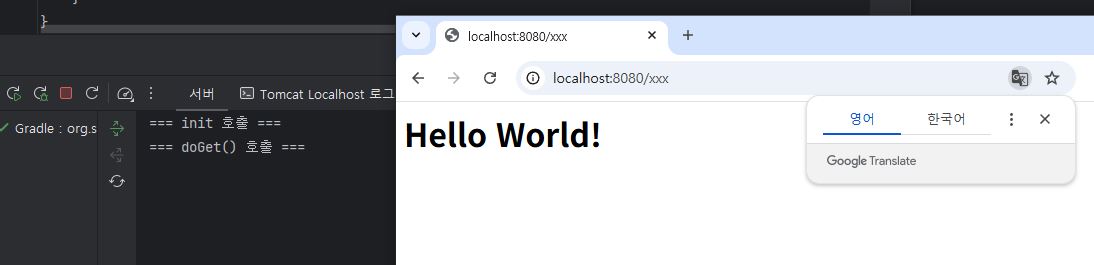 }
서버
Tomcat Localhost 로그
Gradle : org.s
=== init 호출 ===
=== doGet() 호출 ===
localhost:8080/xxx
localhost:8080/xxx
Hello World!
영어
한국어
Google Translate